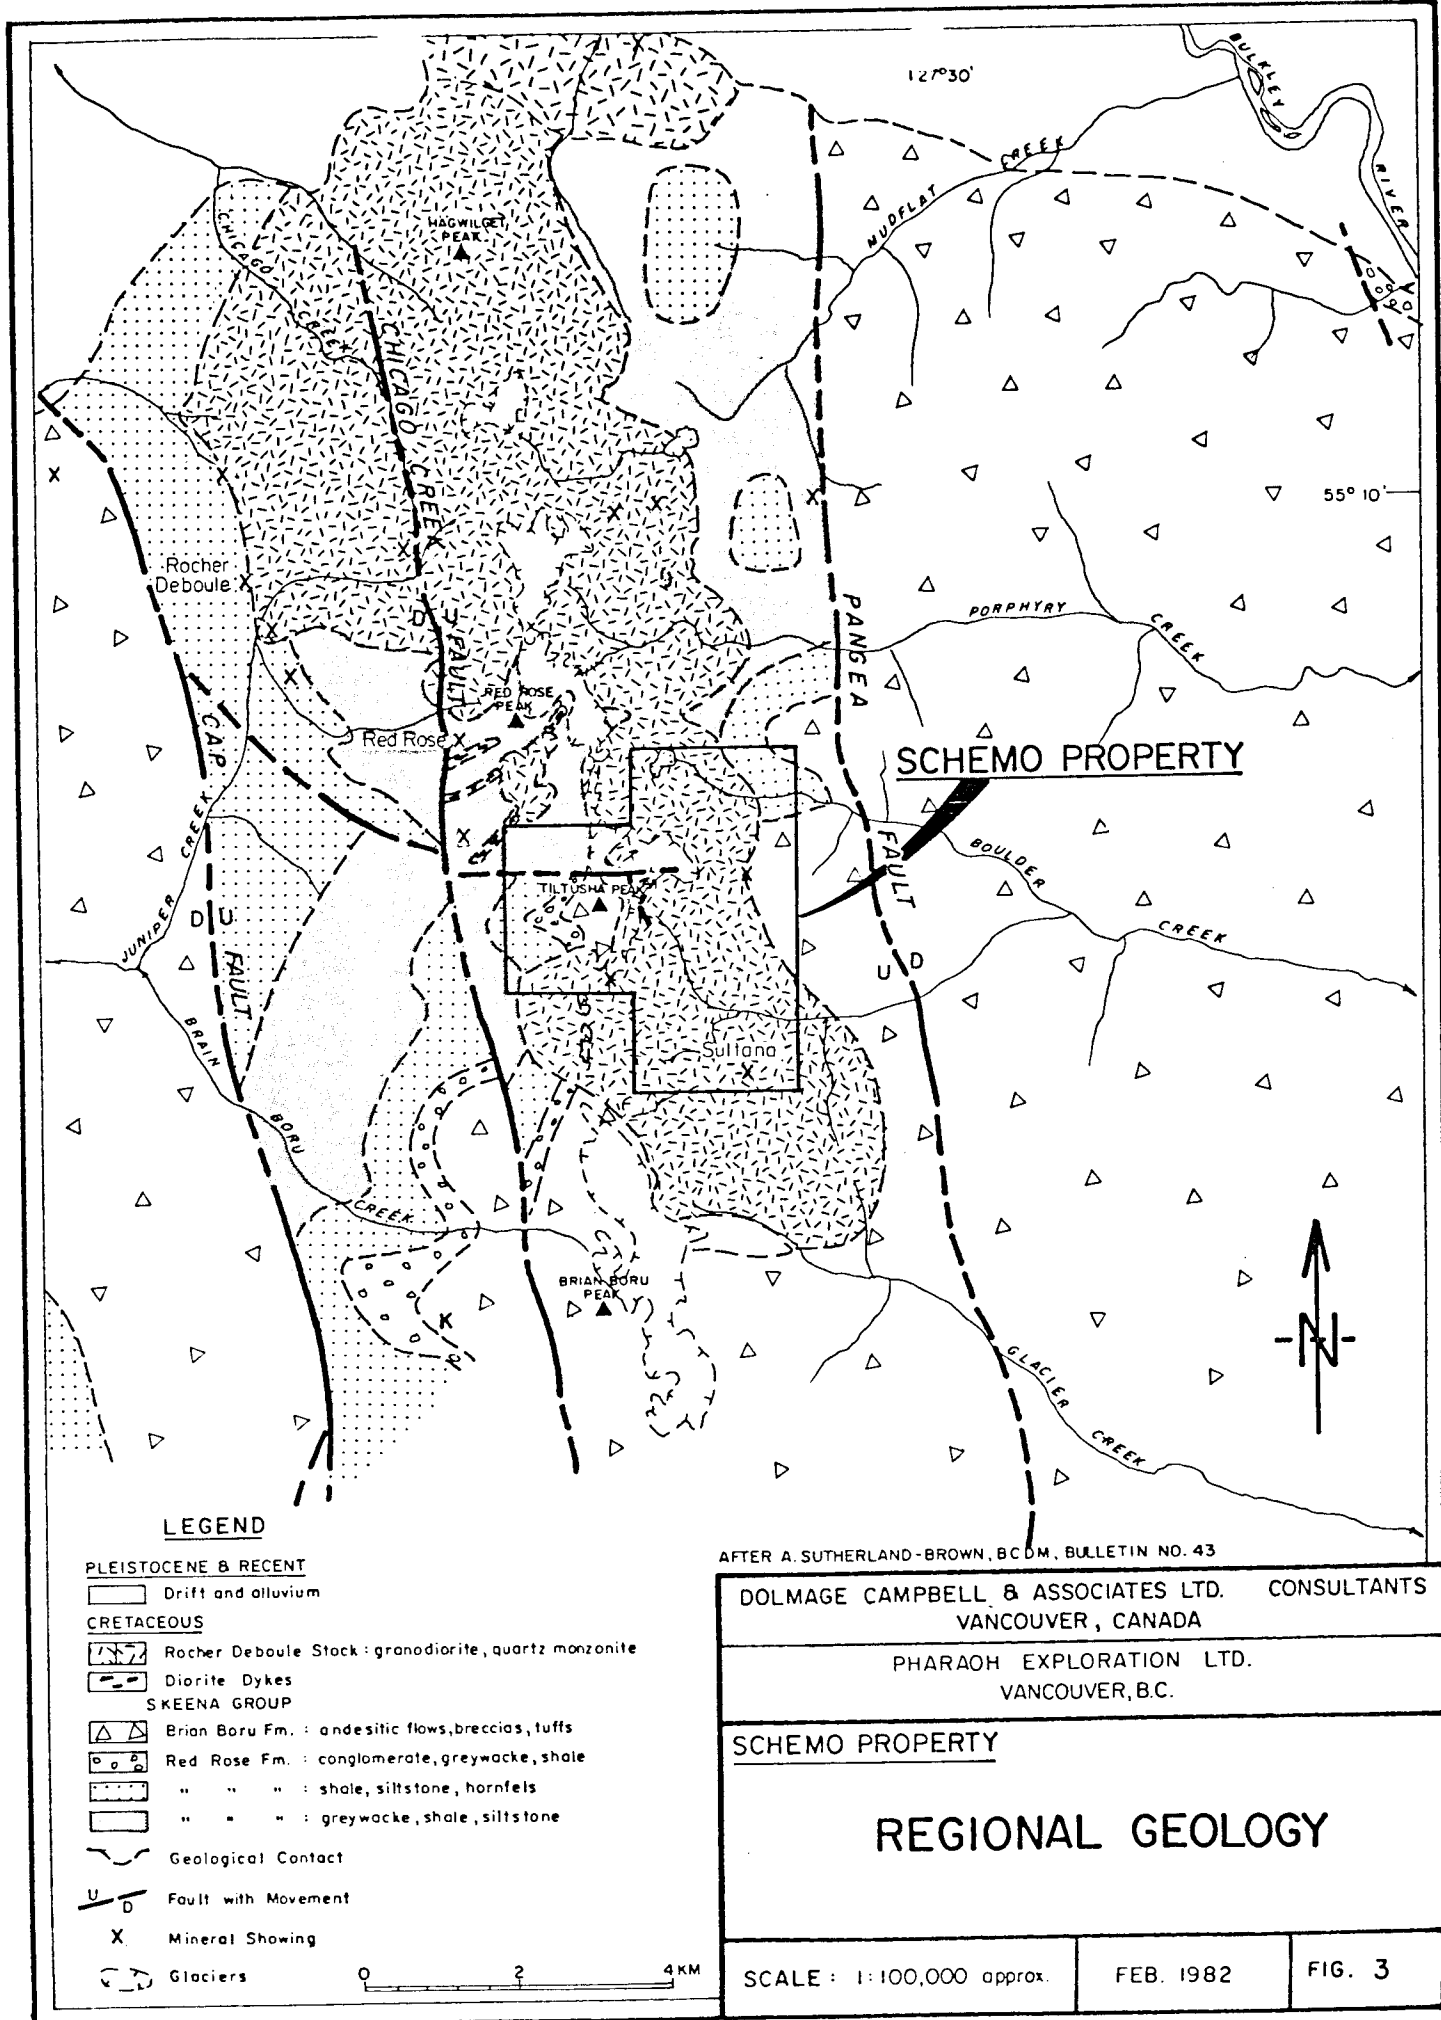 127°30'
BULKLEY
RIVER
MUDFLAT CREEK
HAGWILGET
PEAK
CHICAGO
CREEK
CHICAGO CREEK
FAULT
D U
55° 10'
Rocher
Deboule
PORPHYRY
CREEK
PANGEA
FAULT
RED ROSE
PEAK
Red Rose
CAP
FAULT
D U
SCHEMO PROPERTY
JUNIPER CREEK
BOULDER
CREEK
TILTUSHA PEAK
U D
BRAIN
BORU
CREEK
Sultana
BRIAN BORU
PEAK
GLACIER
CREEK
N
LEGEND
PLEISTOCENE & RECENT
Drift and alluvium
CRETACEOUS
Rocher Deboule Stock : granodiorite, quartz monzonite
Diorite Dykes
SKEENA GROUP
Brian Boru Fm. : andesitic flows, breccias, tuffs
Red Rose Fm. : conglomerate, greywacke, shale
" " " : shale, siltstone, hornfels
" " " : greywacke, shale, siltstone
Geological Contact
U D Fault with Movement
X Mineral Showing
Glaciers
0 2 4 KM
AFTER A. SUTHERLAND-BROWN, BCDM, BULLETIN NO. 43
DOLMAGE CAMPBELL & ASSOCIATES LTD. CONSULTANTS
VANCOUVER, CANADA
PHARAOH EXPLORATION LTD.
VANCOUVER, B.C.
SCHEMO PROPERTY
REGIONAL GEOLOGY
SCALE : 1:100,000 approx.
FEB. 1982
FIG. 3